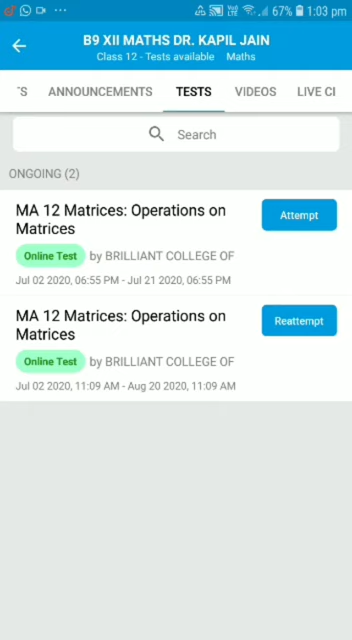 67% 1:03 pm
B9 XII MATHS DR. KAPIL JAIN
Class 12 - Tests available Maths
'S ANNOUNCEMENTS TESTS VIDEOS LIVE Cl
Search
ONGOING (2)
MA 12 Matrices: Operations on
Matrices
Attempt
Online Test by BRILLIANT COLLEGE OF
Jul 02 2020, 06:55 PM - Jul 21 2020, 06:55 PM
MA 12 Matrices: Operations on
Matrices
Reattempt
Online Test by BRILLIANT COLLEGE OF
Jul 02 2020, 11:09 AM - Aug 20 2020, 11:09 AM